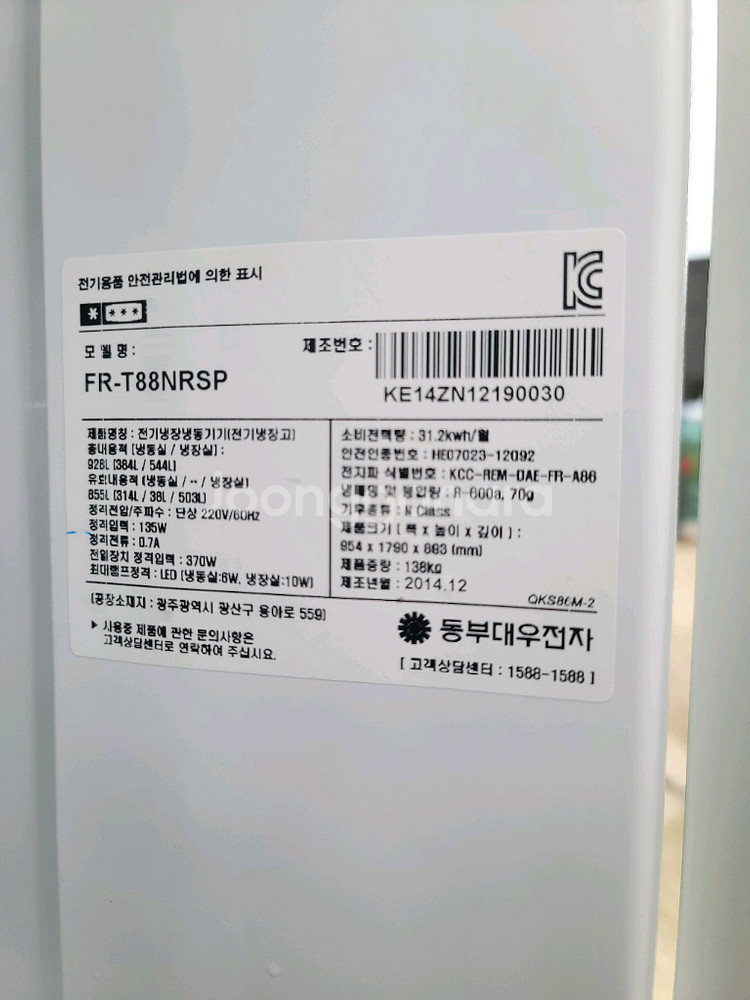 전기용품 안전관리법에 의한 표시
* ***
모 델 명 :
FR-T88NRSP
제조번호 :
KE14ZN12190030
제품명칭 : 전기냉장냉동기기(전기냉장고)
총내용적 [냉동실 / 냉장실] :
926L (384L / 544L)
유효내용적 (냉동실 / -- / 냉장실)
855L (314L / 38L / 503L)
정격전압/주파수 : 단상 220V/60Hz
정격입력 : 135W
정격전류 : 0.7A
전열장치 정격입력 : 370W
최대램프정격 : LED (냉동실:6W, 냉장실:10W)
소비전력량 : 31.2kwh/월
안전인증번호 : HE07023-12092
전자파 식별번호 : KCC-REM-DAE-FR-A86
냉매명 및 봉입량 : R-600a, 70g
기후종류 : N Class
제품크기 ( 폭 x 높이 x 깊이 ) :
954 x 1790 x 893 (mm)
제품중량 : 138Kg
제조년월 : 2014.12
QKS86M-2
[공장소재지 : 광주광역시 광산구 용아로 559]
▶ 사용중 제품에 관한 문의사항은
고객상담센터로 연락하여 주십시요.
동부대우전자
[ 고객상담센터 : 1588-1588 ]